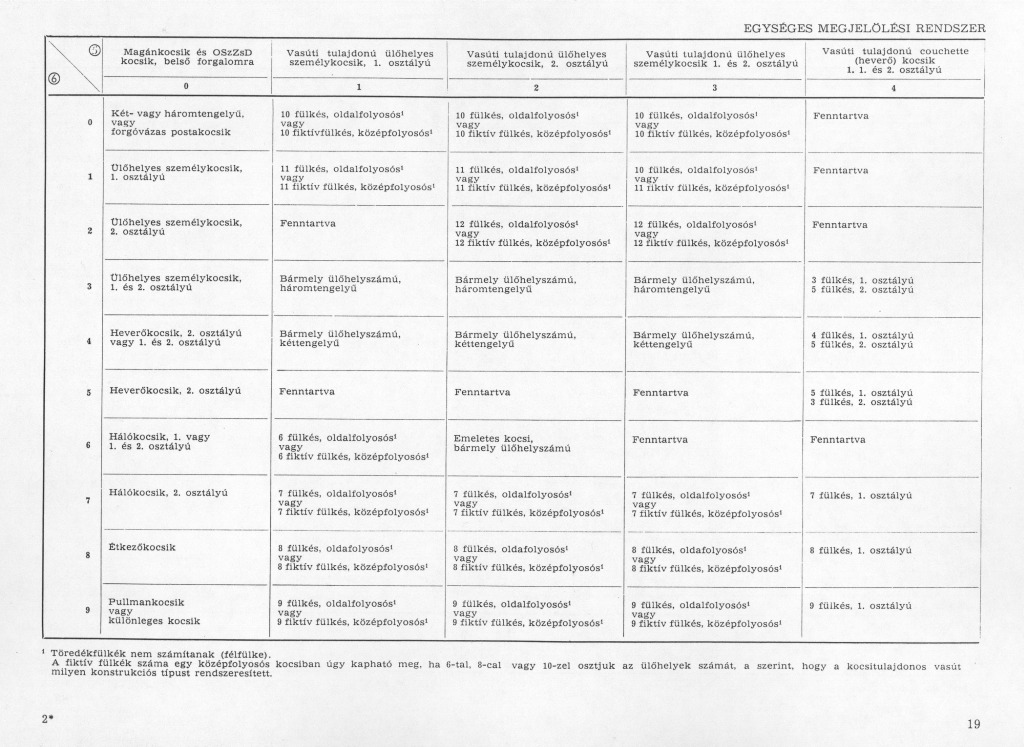 EGYSÉGES MEGJELÖLÉSI RENDSZER
5
6
Magánkocsik és OSzZsD
kocsik, belső forgalomra
Vasúti tulajdonú ülőhelyes
személykocsik, 1. osztályú
Vasúti tulajdonú ülőhelyes
személykocsik, 2. osztályú
Vasúti tulajdonú ülőhelyes
személykocsik 1. és 2. osztályú
Vasúti tulajdonú couchette
(heverő) kocsik
1, 1. és 2. osztályú
0
1
2
3
4
0
Két- vagy háromtengelyű,
vagy
forgóvázas postakocsik
10 fülkés, oldalfolyosós¹
vagy
10 fiktívfülkés, középfolyosós¹
10 fülkés, oldalfolyosós¹
vagy
10 fiktív fülkés, középfolyosós¹
10 fülkés, oldalfolyosós¹
vagy
10 fiktív fülkés, középfolyosós¹
Fenntartva
1
Ülőhelyes személykocsik,
1. osztályú
11 fülkés, oldalfolyosós¹
vagy
11 fiktív fülkés, középfolyosós¹
11 fülkés, oldalfolyosós¹
vagy
11 fiktív fülkés, középfolyosós¹
10 fülkés, oldalfolyosós¹
vagy
11 fiktív fülkés, középfolyosós¹
Fenntartva
2
Ülőhelyes személykocsik,
2. osztályú
Fenntartva
12 fülkés, oldalfolyosós¹
vagy
12 fiktív fülkés, középfolyosós¹
12 fülkés, oldalfolyosós¹
vagy
12 fiktív fülkés, középfolyosós¹
Fenntartva
3
Ülőhelyes személykocsik,
1. és 2. osztályú
Bármely ülőhelyszámú,
háromtengelyű
Bármely ülőhelyszámú,
háromtengelyű
Bármely ülőhelyszámú,
háromtengelyű
3 fülkés, 1. osztályú
5 fülkés, 2. osztályú
4
Heverőkocsik, 2. osztályú
vagy 1. és 2. osztályú
Bármely ülőhelyszámú,
kéttengelyű
Bármely ülőhelyszámú,
kéttengelyű
Bármely ülőhelyszámú,
kéttengelyű
4 fülkés, 1. osztályú
5 fülkés, 2. osztályú
5
Heverőkocsik, 2. osztályú
Fenntartva
Fenntartva
Fenntartva
5 fülkés, 1. osztályú
3 fülkés, 2. osztályú
6
Hálókocsik, 1. vagy
1. és 2. osztályú
6 fülkés, oldalfolyosós¹
vagy
6 fiktív fülkés, középfolyosós¹
Emeletes kocsi,
bármely ülőhelyszámú
Fenntartva
Fenntartva
7
Hálókocsik, 2. osztályú
7 fülkés, oldalfolyosós¹
vagy
7 fiktív fülkés, középfolyosós¹
7 fülkés, oldalfolyosós¹
vagy
7 fiktív fülkés, középfolyosós¹
7 fülkés, oldalfolyosós¹
vagy
7 fiktív fülkés, középfolyosós¹
7 fülkés, 1. osztályú
8
Étkezőkocsik
8 fülkés, oldafolyosós¹
vagy
8 fiktív fülkés, középfolyosós¹
8 fülkés, oldalfolyosós¹
vagy
8 fiktív fülkés, középfolyosós¹
8 fülkés, oldafolyosós¹
vagy
8 fiktív fülkés, középfolyosós¹
8 fülkés, 1. osztályú
9
Pullmankocsik
vagy
különleges kocsik
9 fülkés, oldalfolyosós¹
vagy
9 fiktív fülkés, középfolyosós¹
9 fülkés, oldalfolyosós¹
vagy
9 fiktív fülkés, középfolyosós¹
9 fülkés, oldalfolyosós¹
vagy
9 fiktív fülkés, középfolyosós¹
9 fülkés, 1. osztályú
¹ Töredékfülkék nem számítanak (félfülke).
A fiktív fülkék száma egy középfolyosós kocsiban úgy kapható meg, ha 6-tal, 8-cal vagy 10-zel osztjuk az ülőhelyek számát, a szerint, hogy a kocsitulajdonos vasút
milyen konstrukciós típust rendszeresített.
2*
19